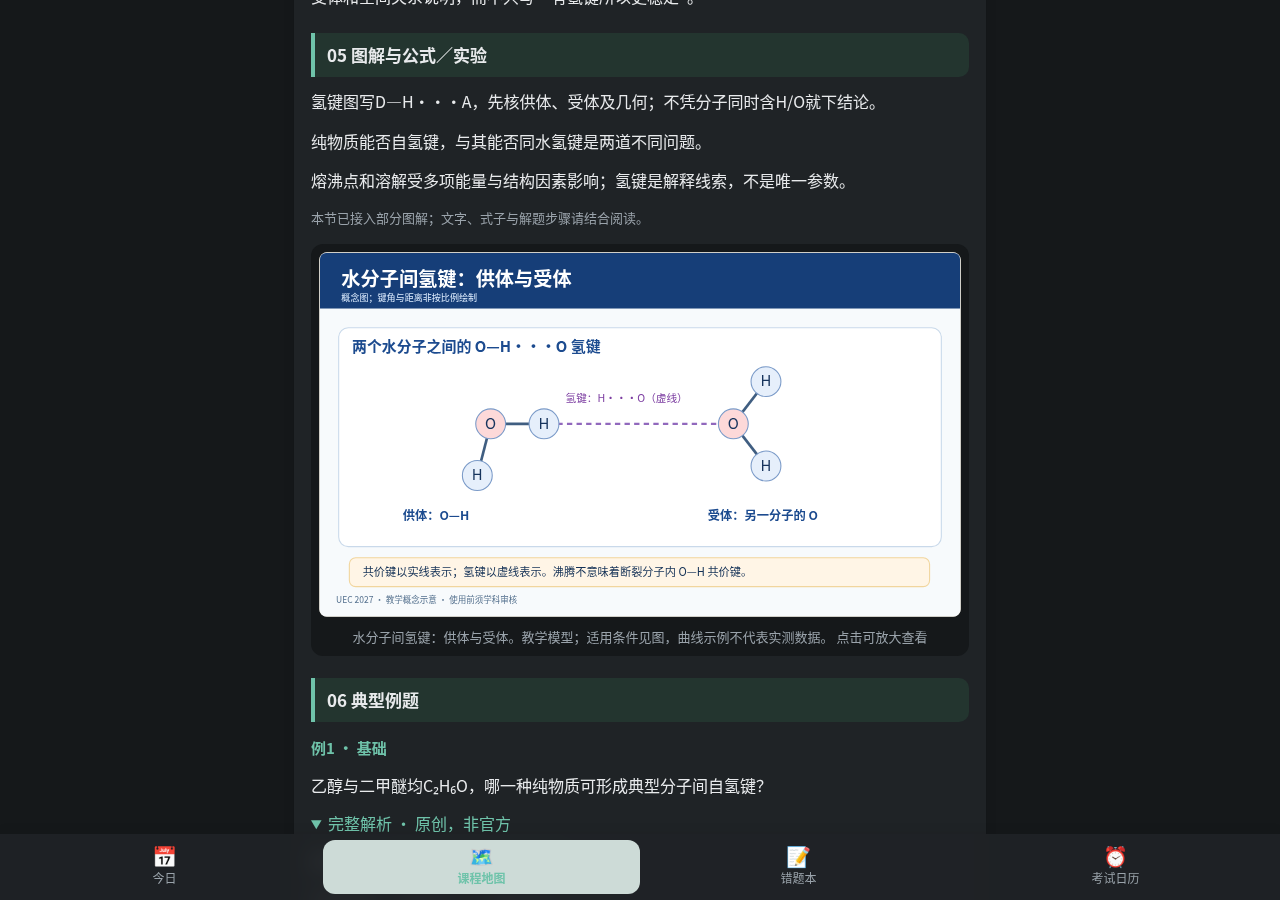 05 图解与公式／实验
氢键图写D—H・・・A，先核供体、受体及几何；不凭分子同时含H/O就下结论。
纯物质能否自氢键，与其能否同水氢键是两道不同问题。
熔沸点和溶解受多项能量与结构因素影响；氢键是解释线索，不是唯一参数。
本节已接入部分图解；文字、式子与解题步骤请结合阅读。
水分子间氢键：供体与受体
概念图；键角与距离非按比例绘制
两个水分子之间的 O—H・・・O 氢键
H
氢键：H・・・O（虚线）
O
H
O
H
H
供体：O—H
受体：另一分子的 O
共价键以实线表示；氢键以虚线表示。沸腾不意味着断裂分子内 O—H 共价键。
UEC 2027 · 教学概念示意 · 使用前须学科审核
水分子间氢键：供体与受体。教学模型；适用条件见图，曲线示例不代表实测数据。 点击可放大查看
06 典型例题
例1 · 基础
乙醇与二甲醚均C₂H₆O，哪一种纯物质可形成典型分子间自氢键？
▼ 完整解析 · 原创，非官方
今日
课程地图
错题本
考试日历